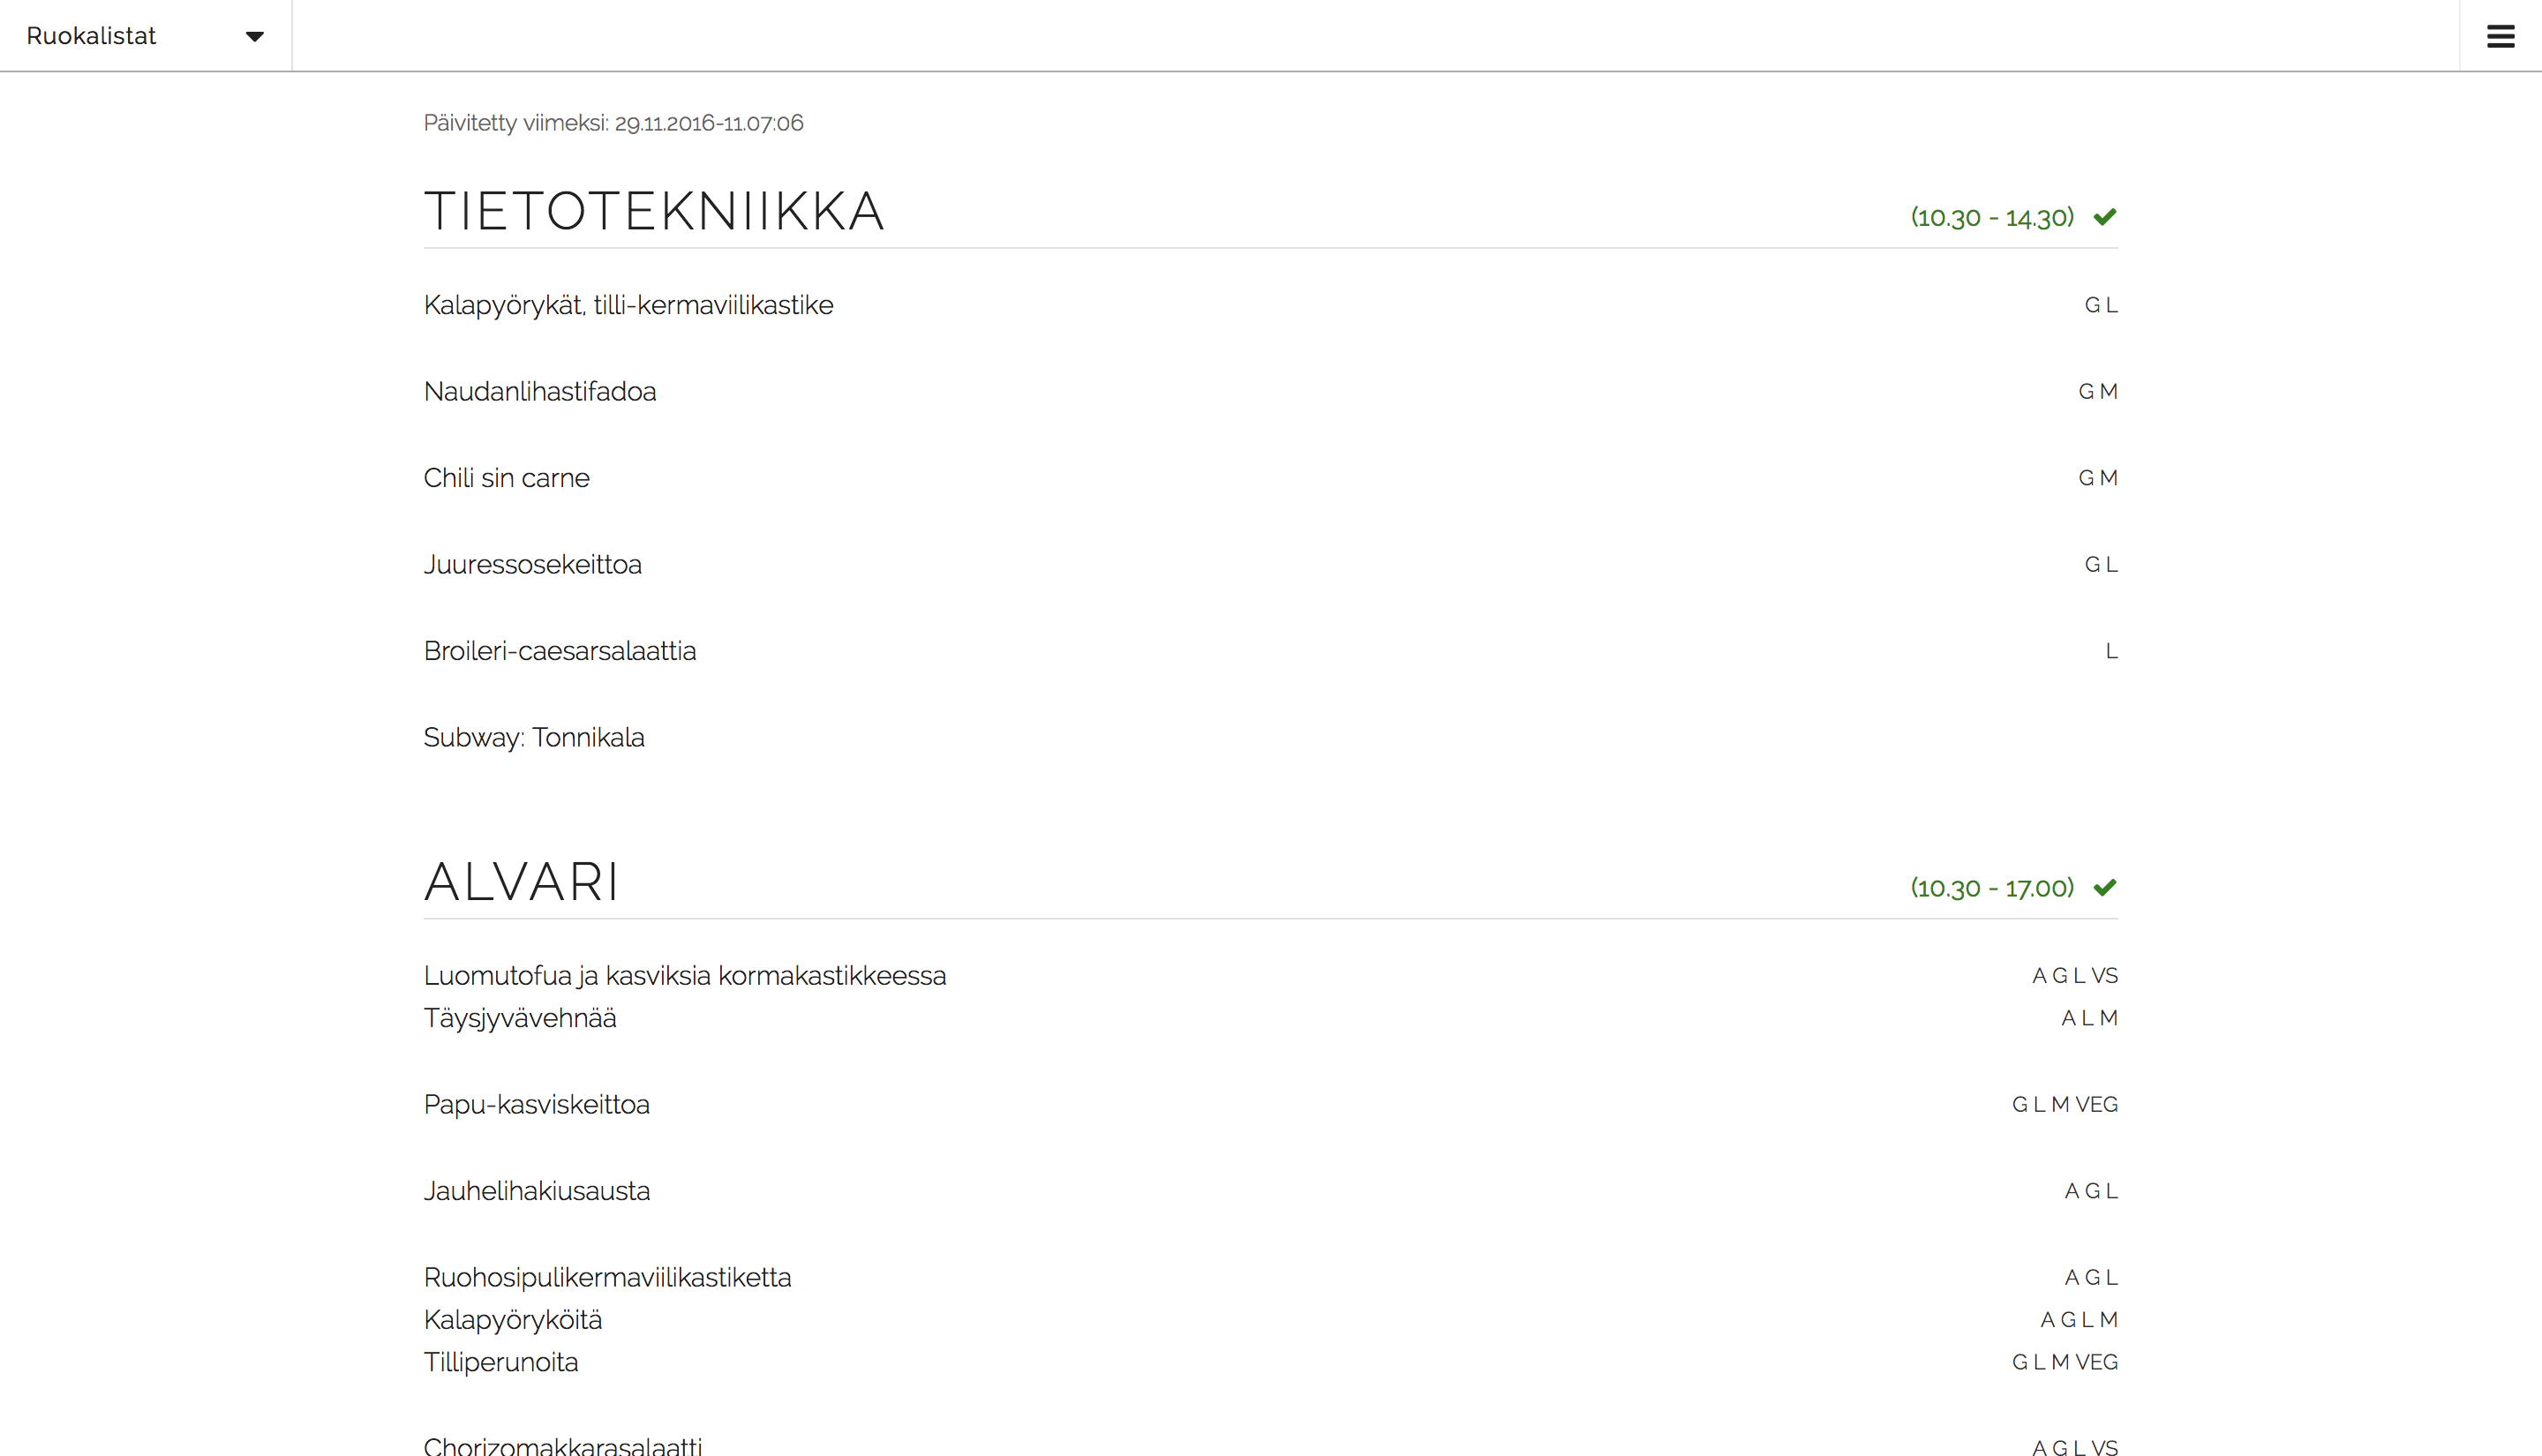 Ruokalistat
Päivitetty viimeksi: 29.11.2016-11.07:06
TIETOTEKNIIKKA (10.30 - 14.30)
Kalapyörykät, tilli-kermaviilikastike G L
Naudanlihastifadoa G M
Chili sin carne G M
Juuressosekeittoa G L
Broileri-caesarsalaattia L
Subway: Tonnikala
ALVARI (10.30 - 17.00)
Luomutofua ja kasviksia kormakastikkeessa A G L VS
Täysjyvävehnää A L M
Papu-kasviskeittoa G L M VEG
Jauhelihakiusausta A G L
Ruohosipulikermaviilikastiketta A G L
Kalapyöryköitä A G L M
Tilliperunoita G L M VEG
Chorizomakkarasalaatti A G L VS